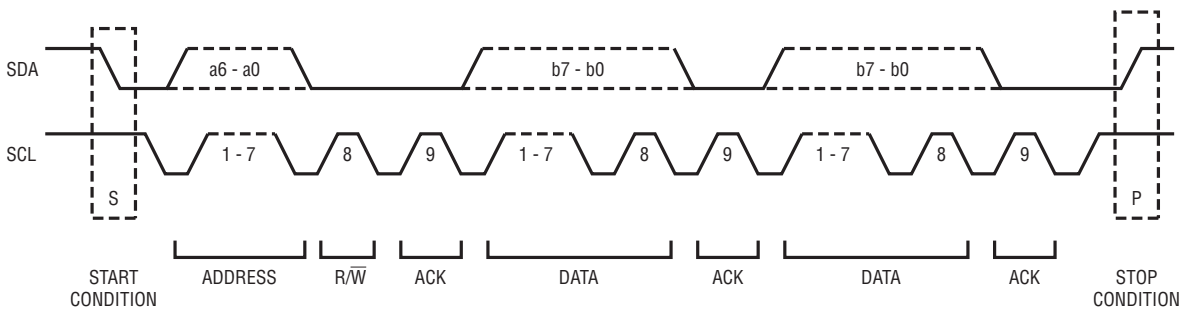 SDA
a6 - a0
b7 - b0
b7 - b0
SCL
1 - 7
8
9
1 - 7
8
9
1 - 7
8
9
S
P
START
CONDITION
ADDRESS
R/W̅
ACK
DATA
ACK
DATA
ACK
STOP
CONDITION